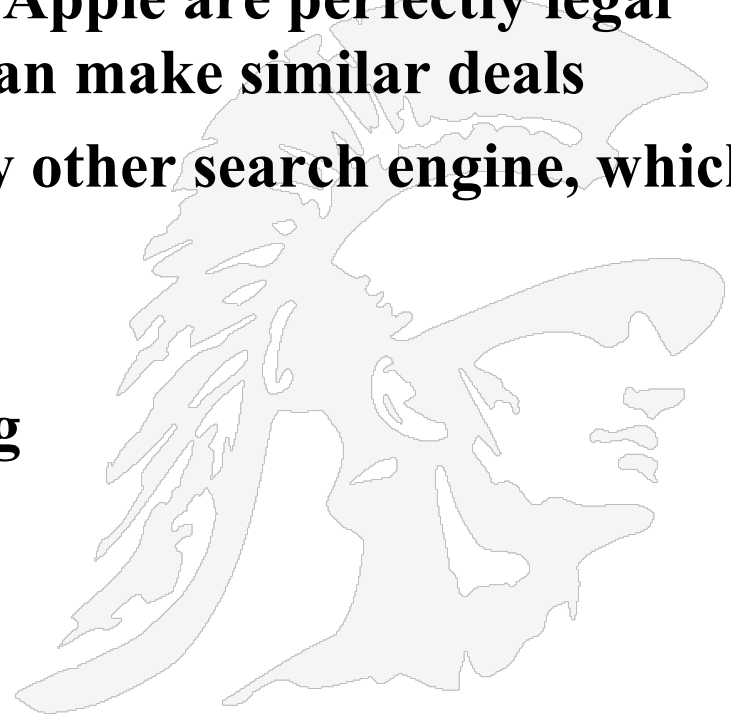 Apple are perfectly legal
an make similar deals
y other search engine, which
g